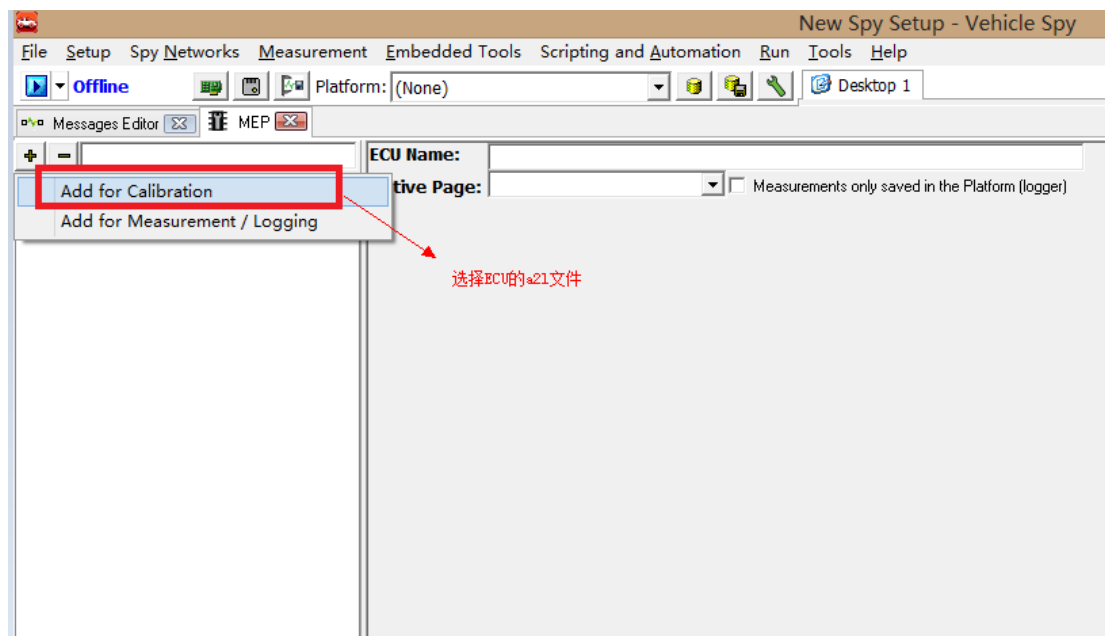 New Spy Setup - Vehicle Spy
File Setup Spy Networks Measurement Embedded Tools Scripting and Automation Run Tools Help
Offline Platform: (None) Desktop 1
Messages Editor MEP
ECU Name:
Add for Calibration
tive Page: Measurements only saved in the Platform (logger)
Add for Measurement / Logging
选择ECU的a2l文件